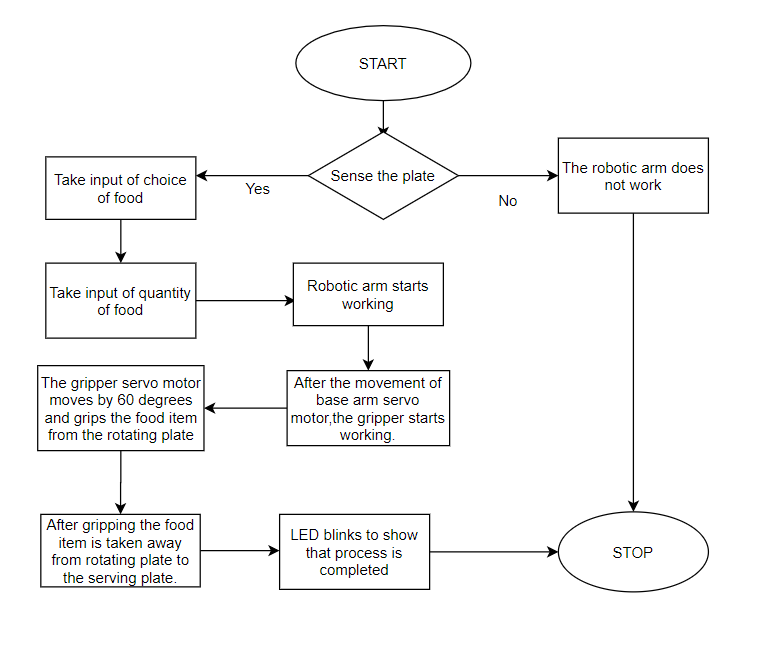 START
Sense the plate
Yes
No
Take input of choice
of food
The robotic arm does
not work
Take input of quantity
of food
Robotic arm starts
working
After the movement of
base arm servo
motor,the gripper starts
working.
The gripper servo motor
moves by 60 degrees
and grips the food item
from the rotating plate
After gripping the food
item is taken away
from rotating plate to
the serving plate.
LED blinks to show
that process is
completed
STOP